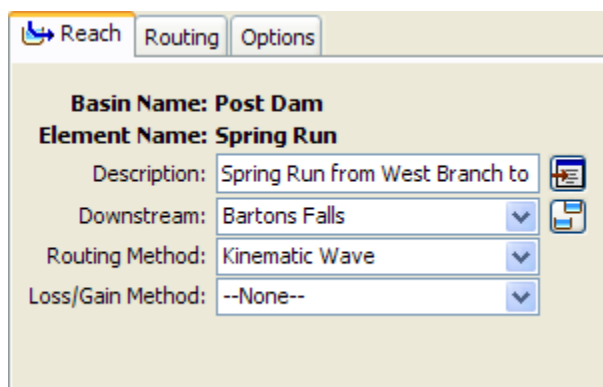 Reach Routing Options
Basin Name: Post Dam
Element Name: Spring Run
Description: Spring Run from West Branch to
Downstream: Bartons Falls
Routing Method: Kinematic Wave
Loss/Gain Method: --None--